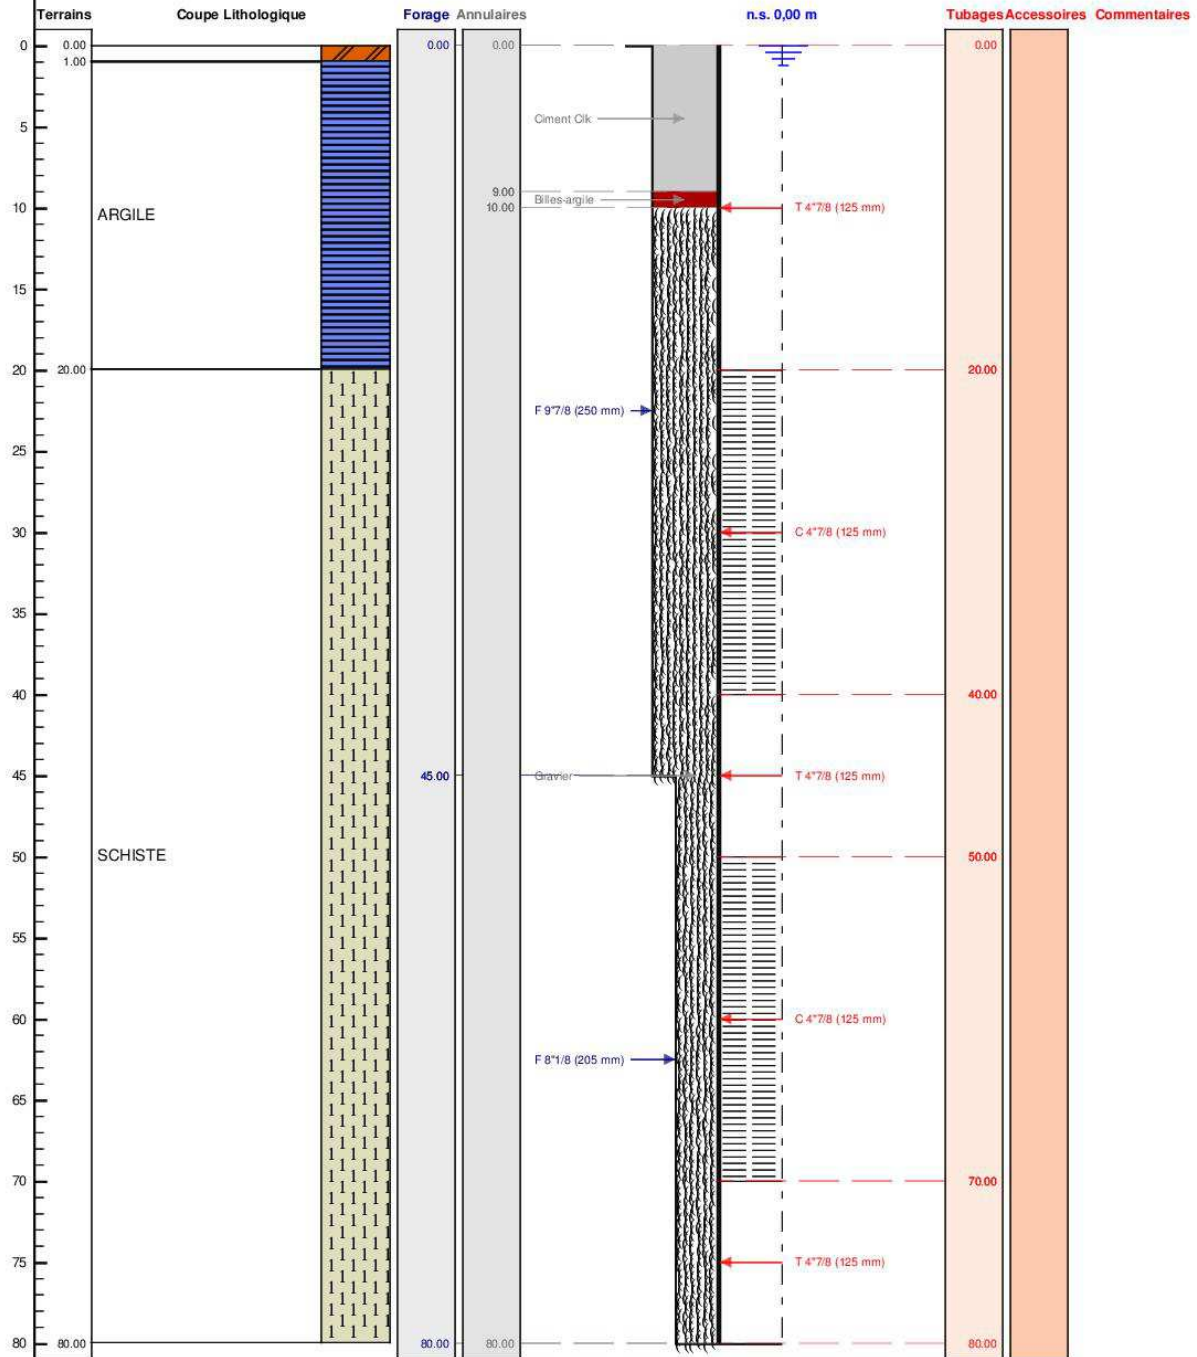 Terrains Coupe Lithologique Forage Annulaires n.s. 0,00 m Tubages Accessoires Commentaires
0 0.00 0.00 0.00 0.00
1.00
5 Ciment Clk
9.00
Billes-argile
10 10.00 T 4"7/8 (125 mm)
ARGILE
15
20 20.00 20.00
F 9"7/8 (250 mm)
25
30 C 4"7/8 (125 mm)
35
40 40.00
45 45.00 Gravier T 4"7/8 (125 mm)
50 SCHISTE 50.00
55
60 C 4"7/8 (125 mm)
F 8"1/8 (205 mm)
65
70 70.00
75 T 4"7/8 (125 mm)
80 80.00 80.00 80.00 80.00